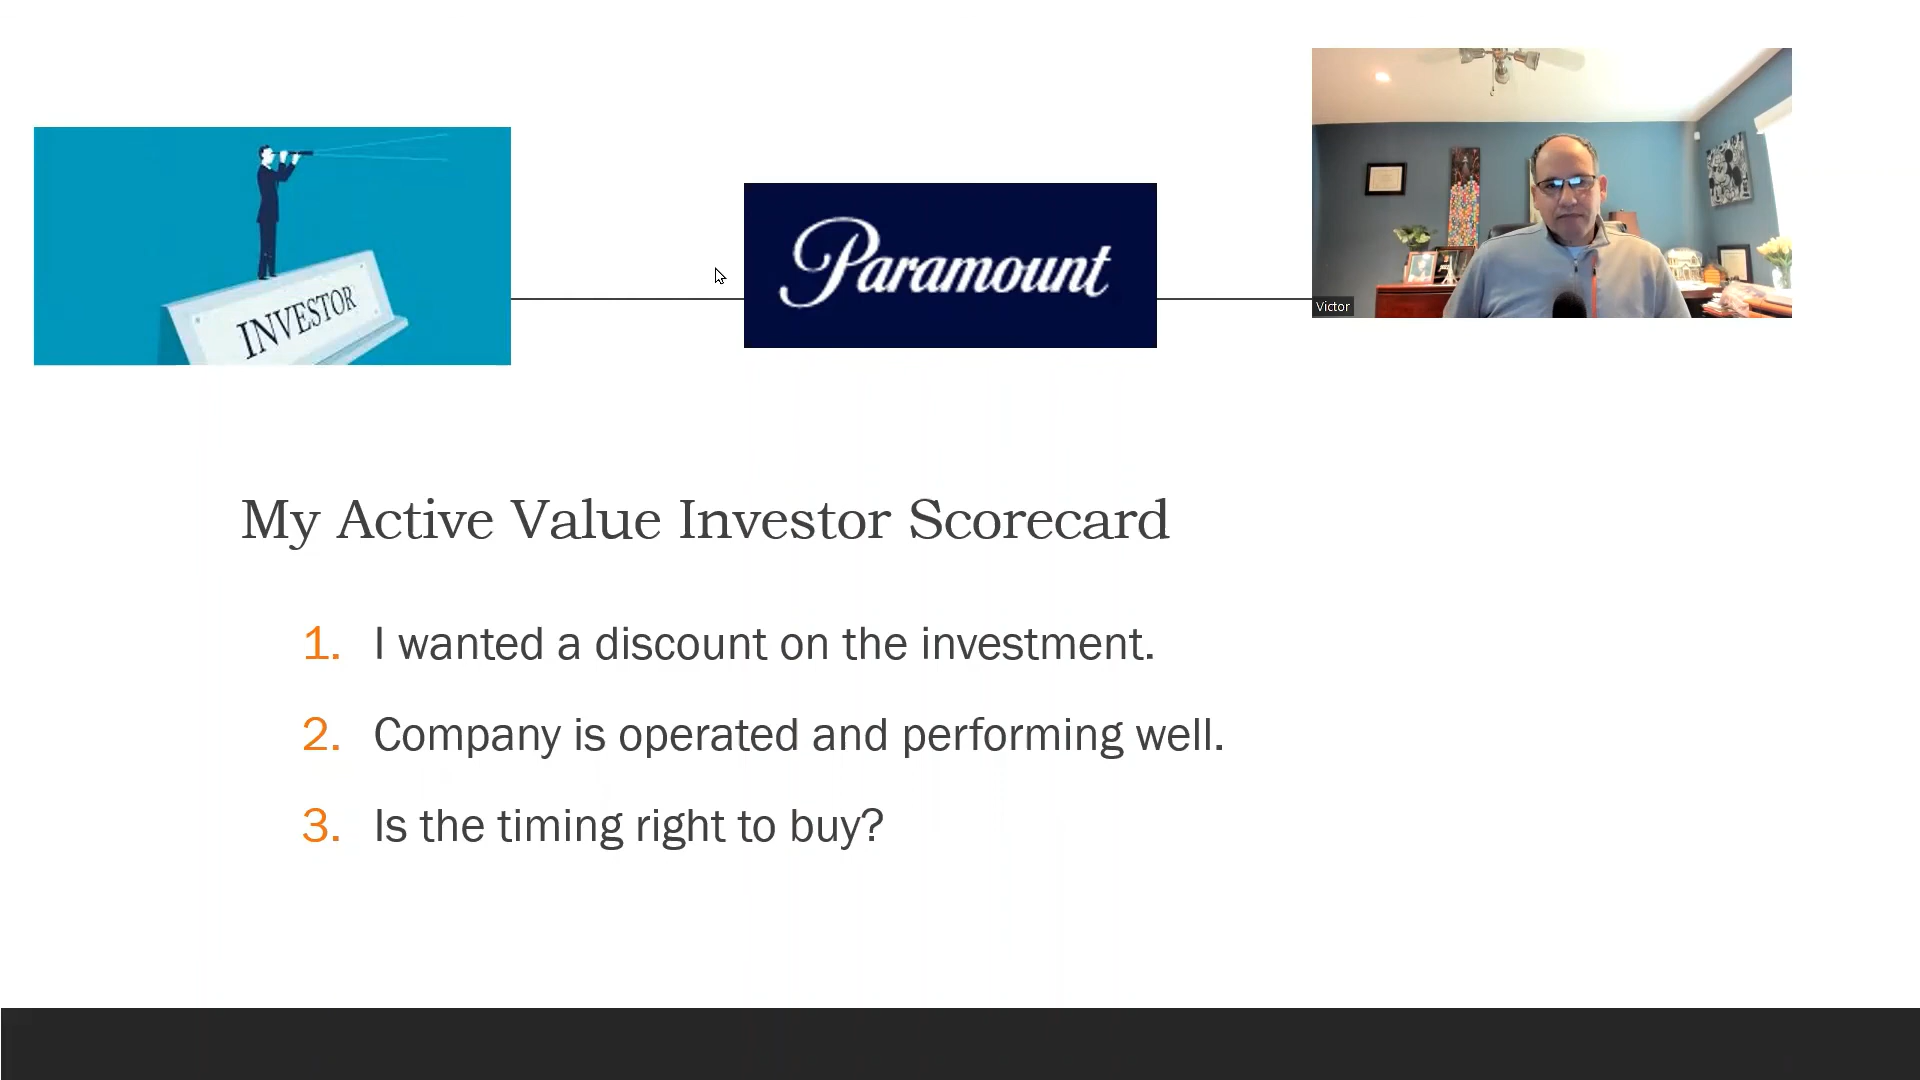 INVESTOR
Paramount
Victor
My Active Value Investor Scorecard
1. I wanted a discount on the investment.
2. Company is operated and performing well.
3. Is the timing right to buy?